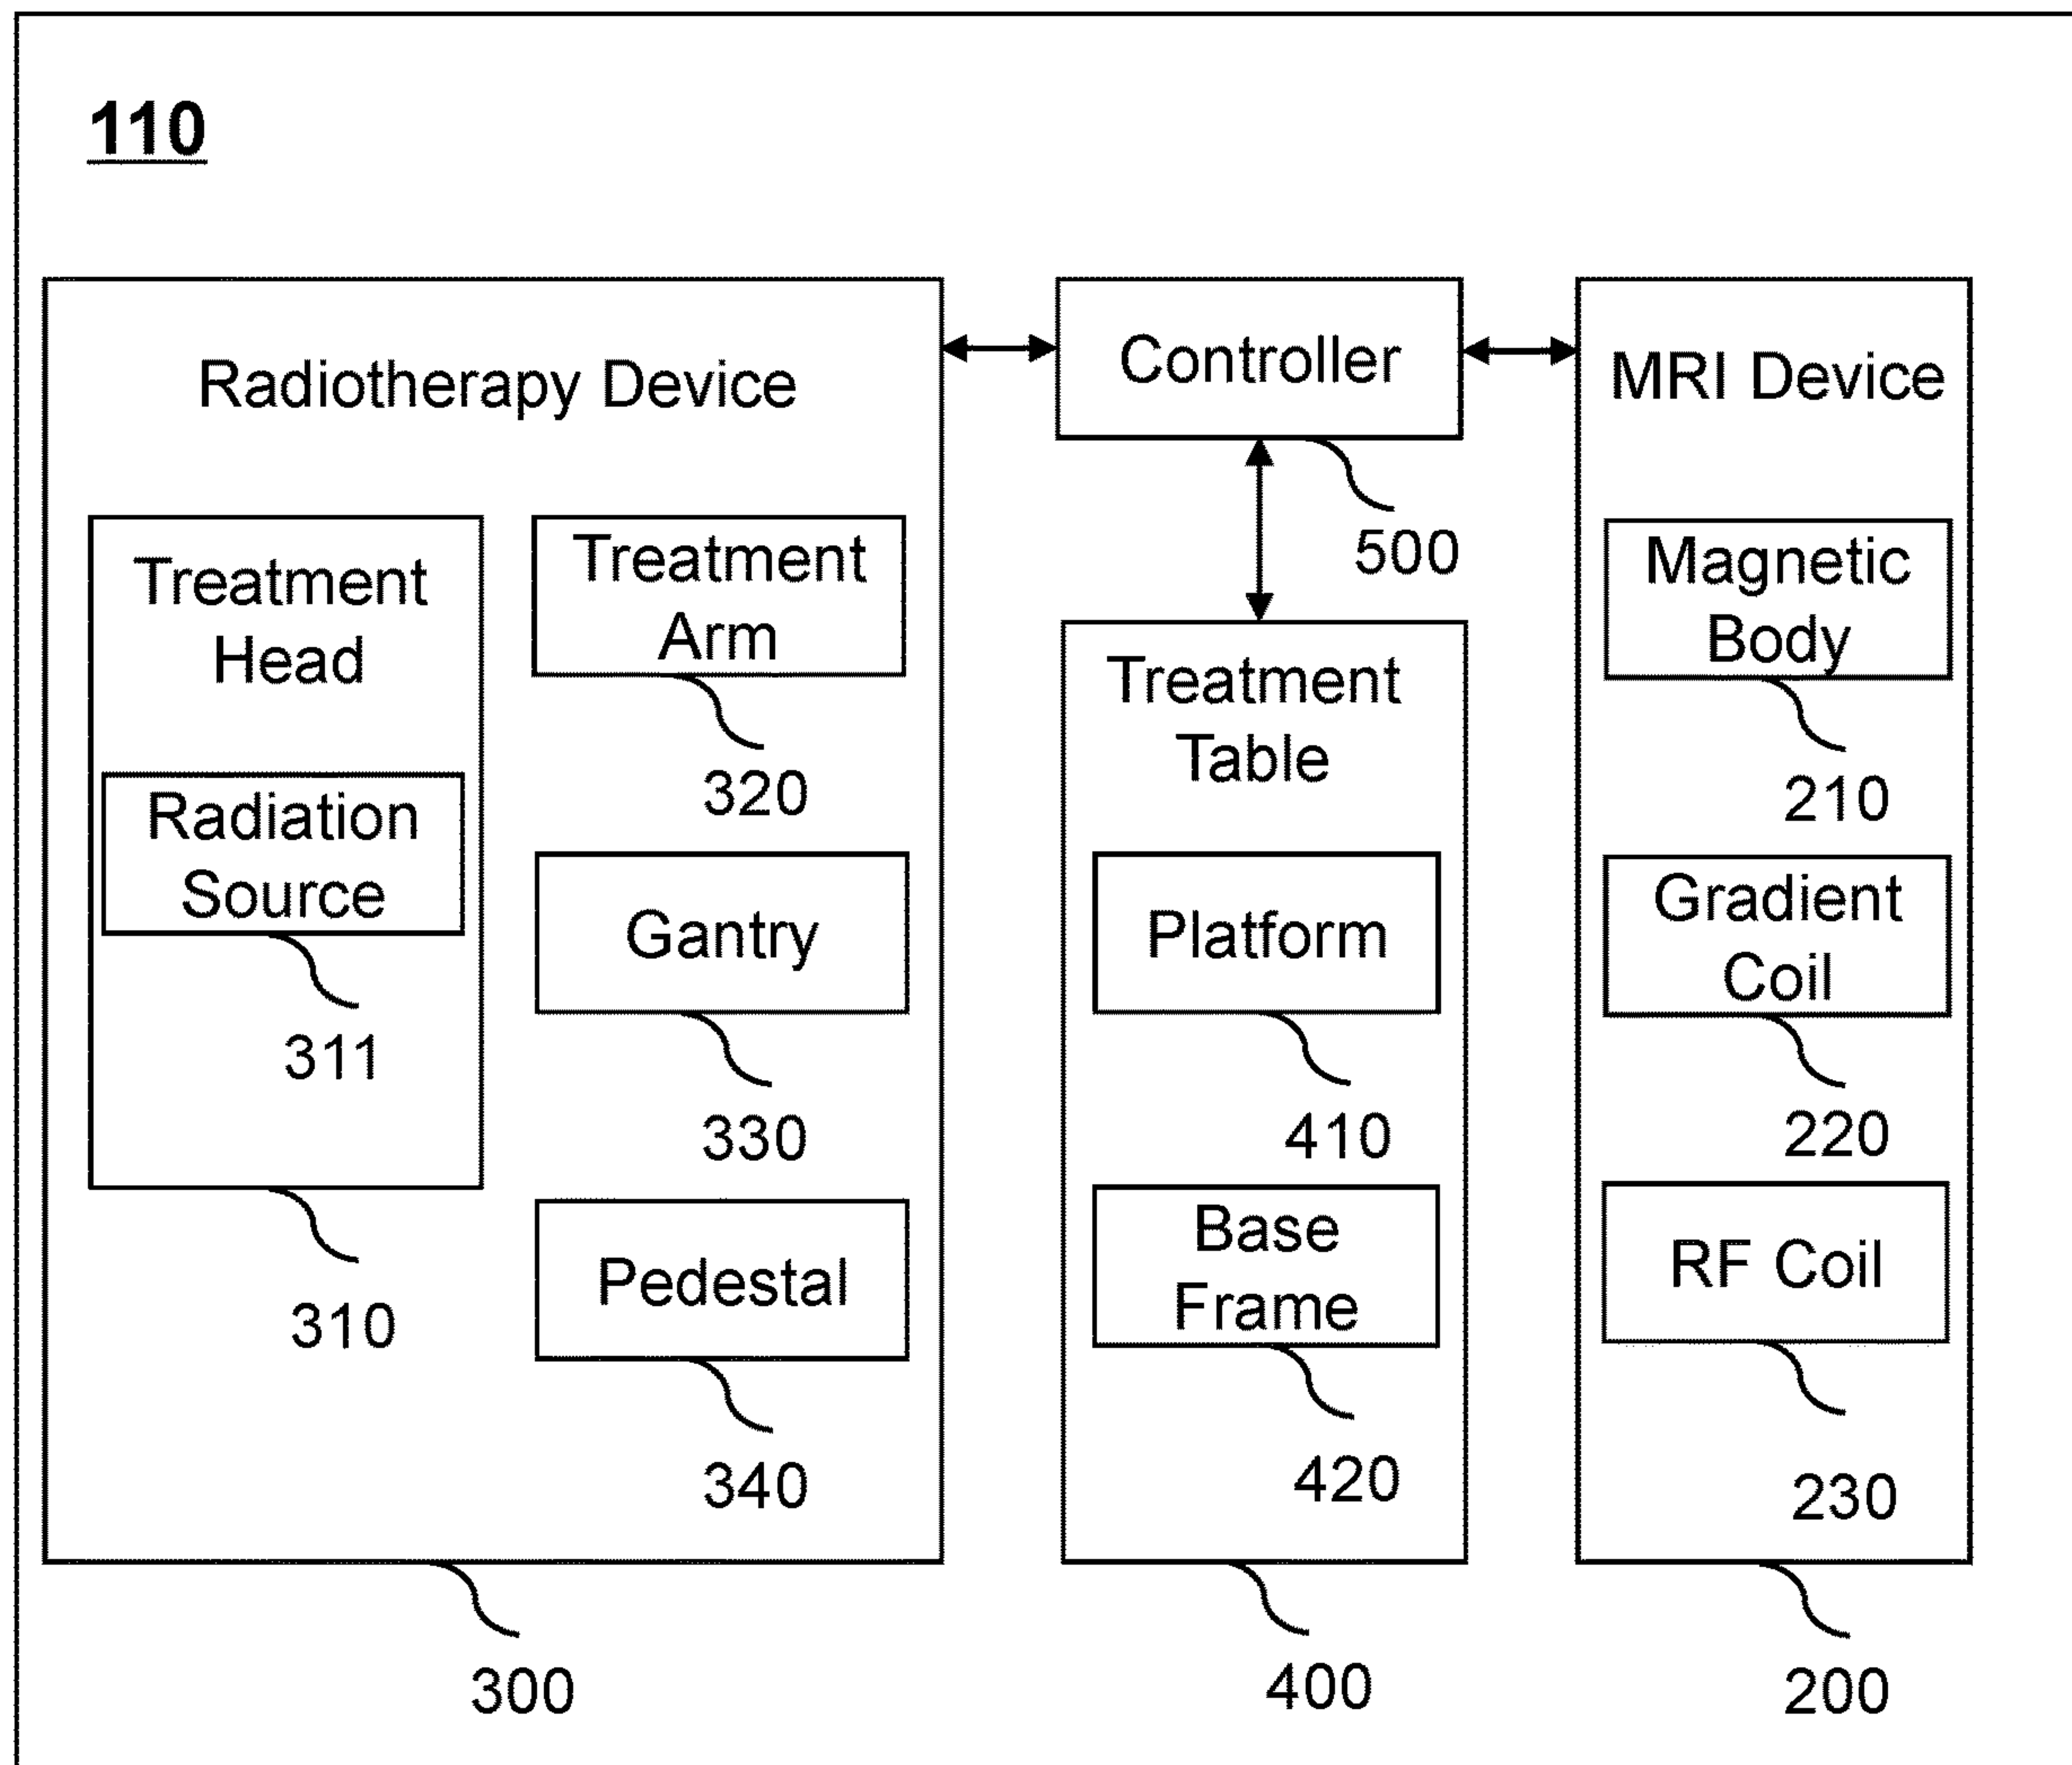 110
Radiotherapy Device
Treatment
Head
Radiation
Source
311
310
Treatment
Arm
320
Gantry
330
Pedestal
340
300
Controller
500
Treatment
Table
Platform
410
Base
Frame
420
400
MRI Device
Magnetic
Body
210
Gradient
Coil
220
RF Coil
230
200